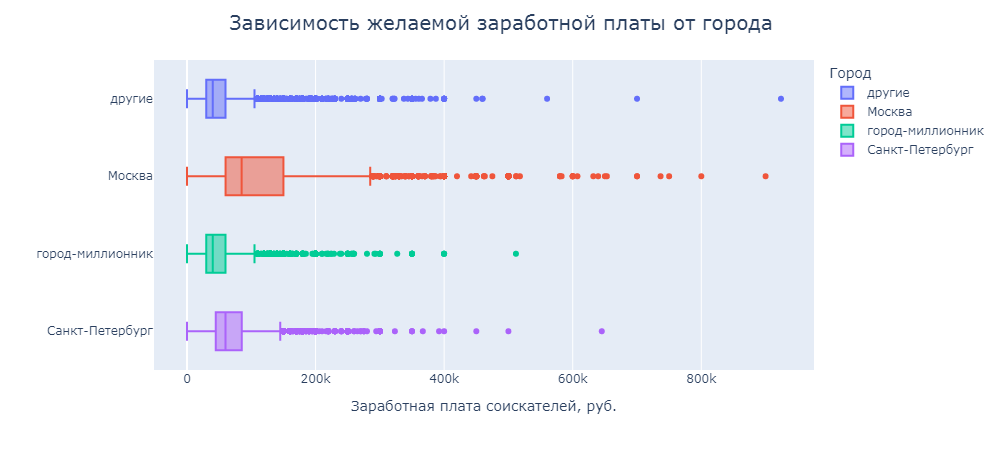 Зависимость желаемой заработной платы от города
Город
другие
Москва
город-миллионник
Санкт-Петербург
другие
Москва
город-миллионник
Санкт-Петербург
0
200k
400k
600k
800k
Заработная плата соискателей, руб.